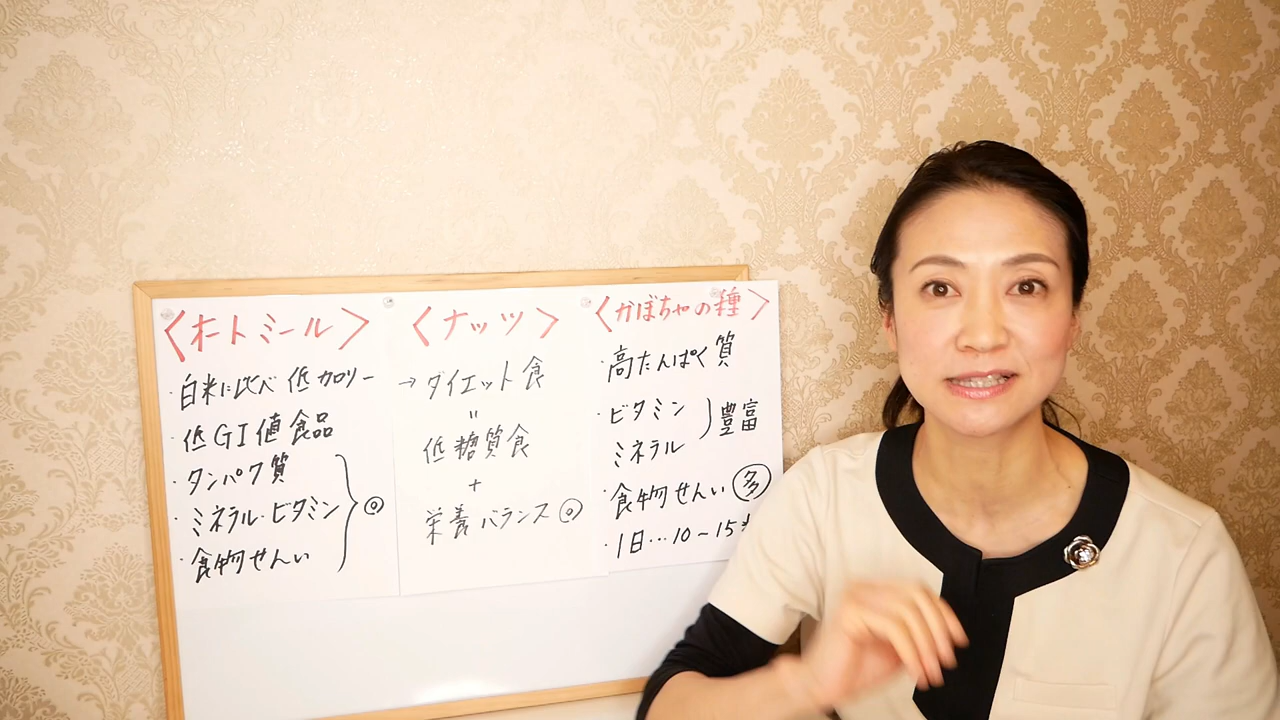 〈オートミール〉
・白米に比べ低カロリー
・低GI値食品
・タンパク質
・ミネラル・ビタミン
・食物せんい
◎
〈ナッツ〉
→ダイエット食
〃
低糖質食
+
栄養バランス◎
〈かぼちゃの種〉
・高たんぱく質
・ビタミン
・ミネラル
豊富
・食物せんい多
・1日…10~15